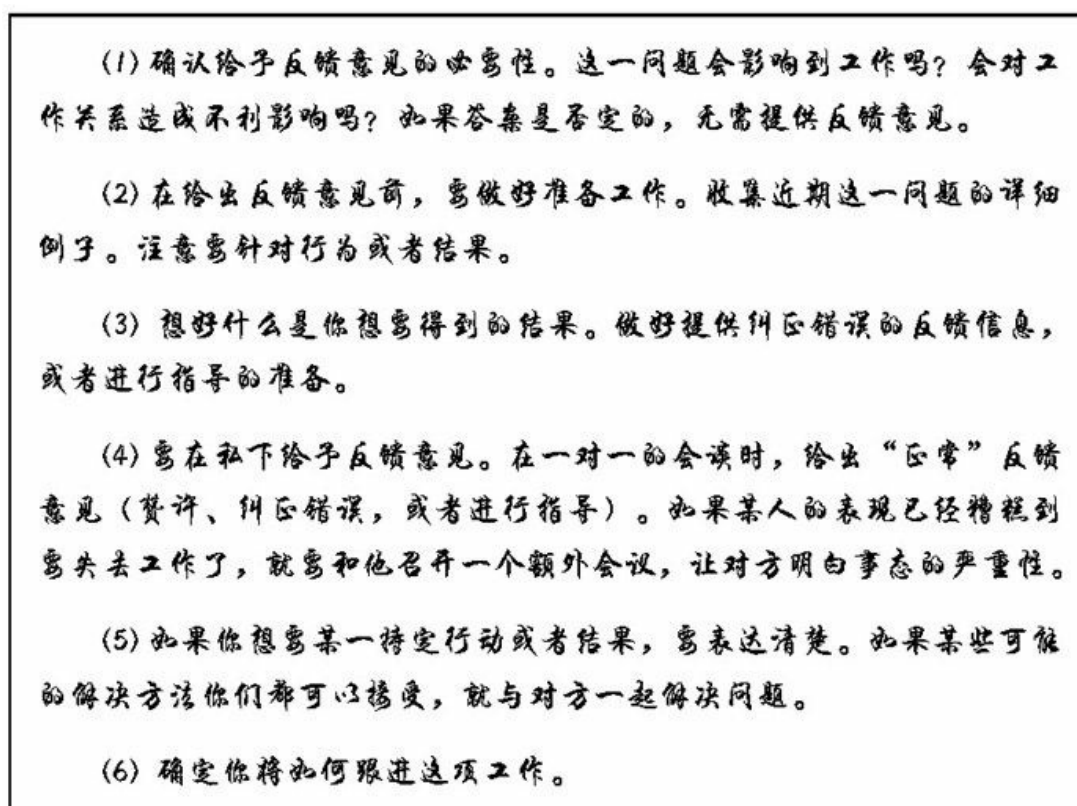 (1) 确认给予反馈意见的必要性。这一问题会影响到工作吗？会对工
作关系造成不利影响吗？如果答案是否定的，无需提供反馈意见。
(2) 在给出反馈意见前，要做好准备工作。收集近期这一问题的详细
例子。注意要针对行为或者结果。
(3) 想好什么是你想要得到的结果。做好提供纠正错误的反馈信息，
或者进行指导的准备。
(4) 要在私下给予反馈意见。在一对一的会谈时，给出“正常”反馈
意见（赞许、纠正错误，或者进行指导）。如果某人的表现已经糟糕到
要失去工作了，就要和他召开一个额外会议，让对方明白事态的严重性。
(5) 如果你想要某一特定行动或者结果，要表达清楚。如果某些可能
的解决方法你们都可以接受，就与对方一起解决问题。
(6) 确定你将如何跟进这项工作。